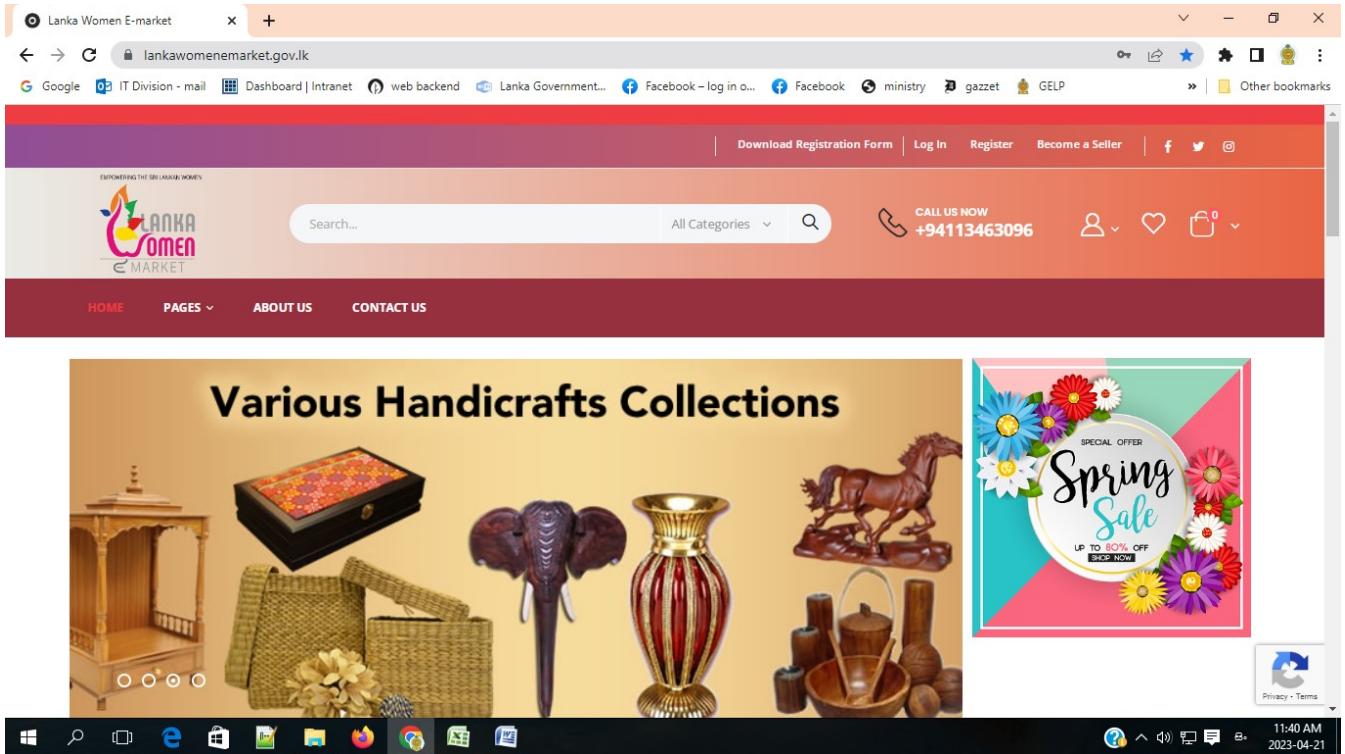 Lanka Women E-market
lankawomenemarket.gov.lk
Google IT Division - mail Dashboard | Intranet web backend Lanka Government... Facebook – log in o... Facebook ministry gazzet GELP » Other bookmarks
Download Registration Form Log In Register Become a Seller
EMPOWERING THE SRI LANKAN WOMEN
LANKA
WOMEN
e MARKET
Search... All Categories
CALL US NOW
+94113463096
0
HOME PAGES ABOUT US CONTACT US
Various Handicrafts Collections
SPECIAL OFFER
Spring
Sale
UP TO 80% OFF
SHOP NOW
Privacy - Terms
11:40 AM
2023-04-21